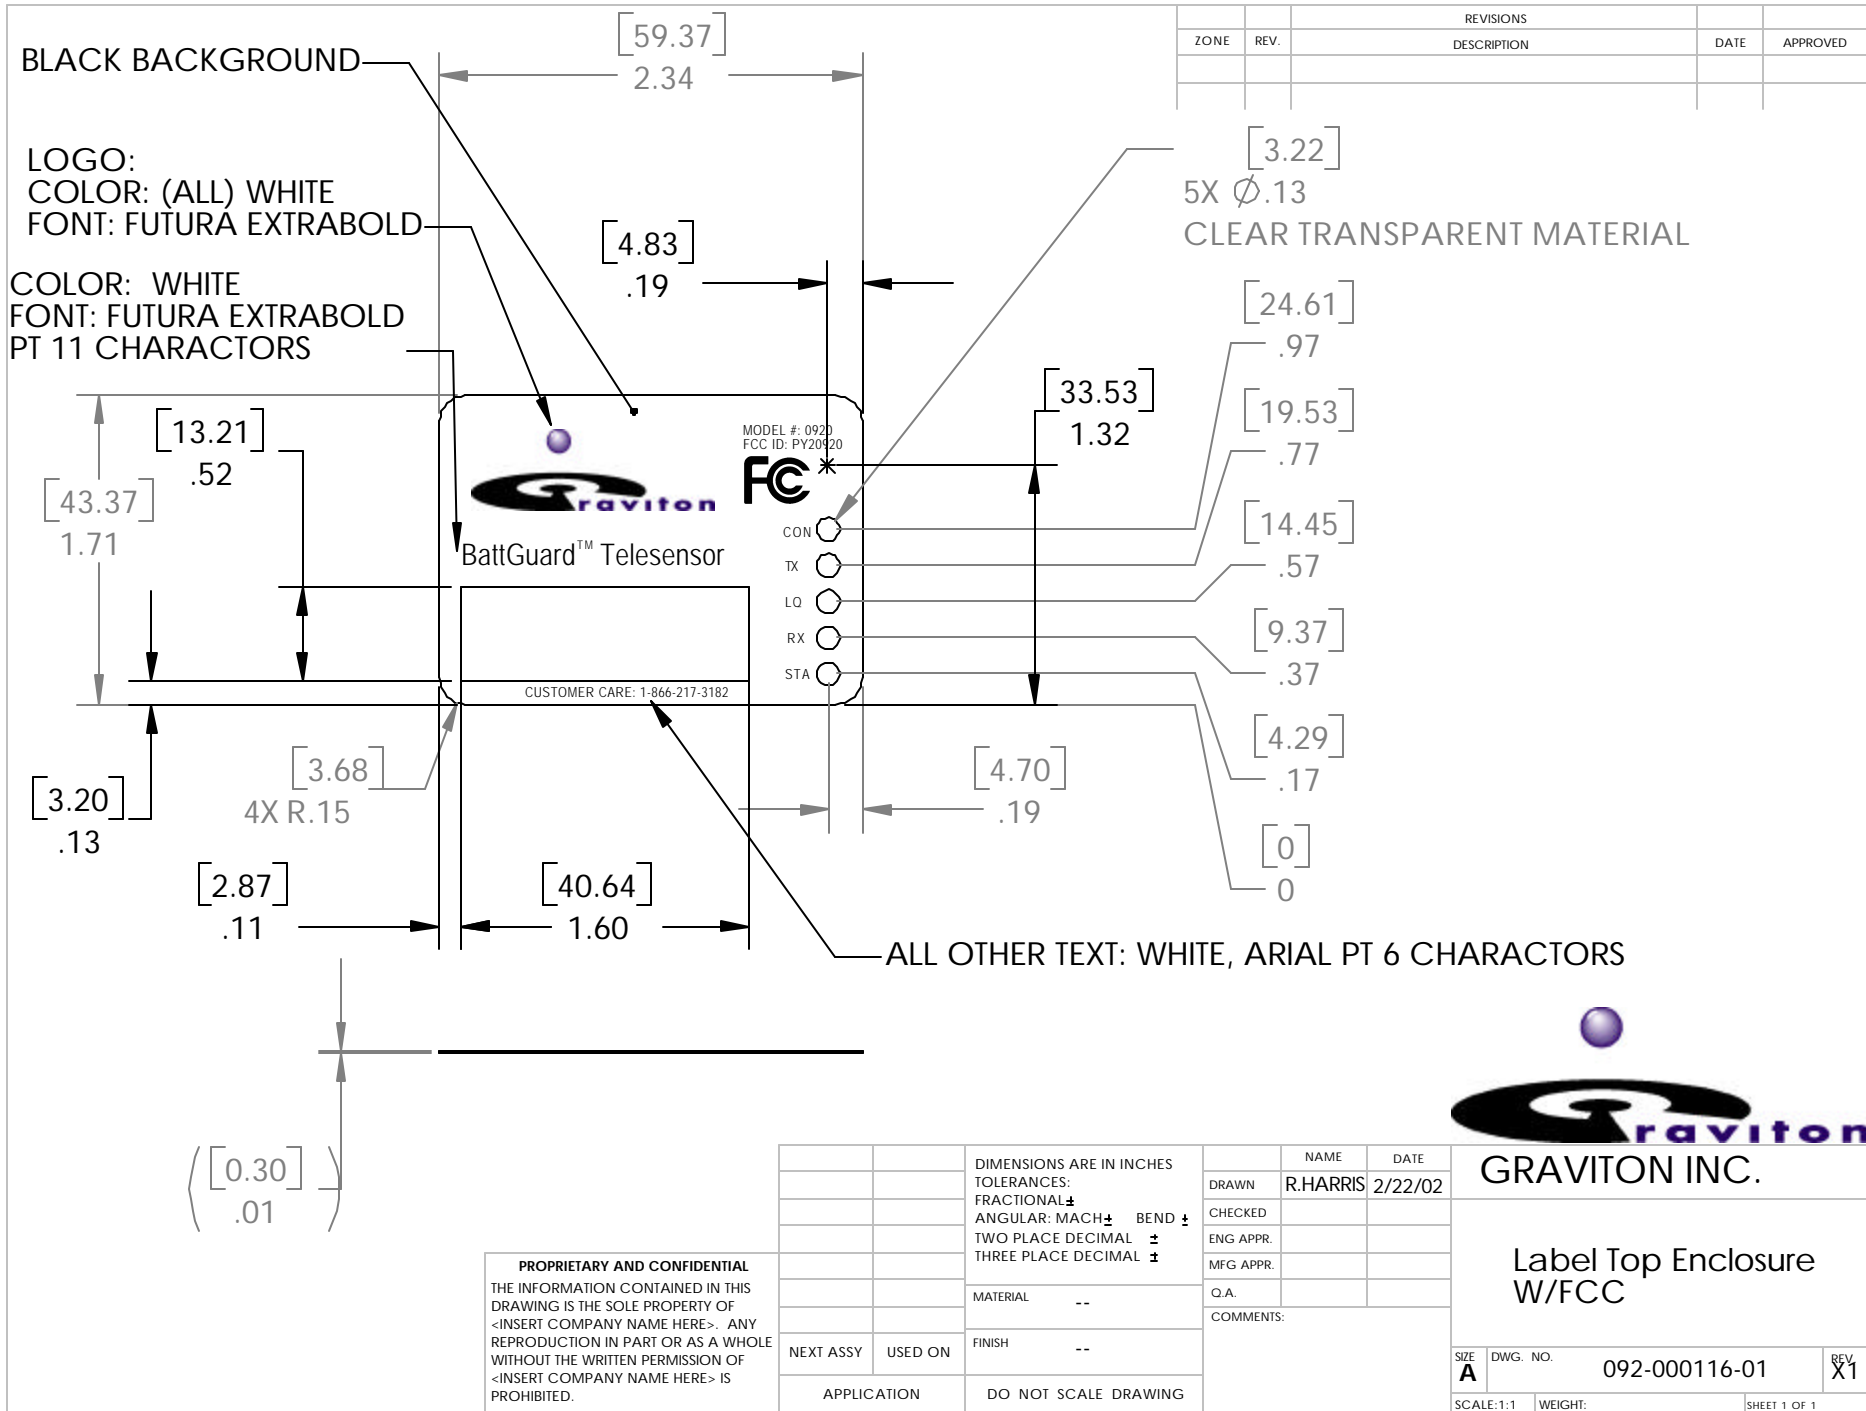 REVISIONS
ZONE REV. DESCRIPTION DATE APPROVED
BLACK BACKGROUND
[59.37]
2.34
LOGO:
COLOR: (ALL) WHITE
FONT: FUTURA EXTRABOLD
COLOR: WHITE
FONT: FUTURA EXTRABOLD
PT 11 CHARACTORS
[4.83]
.19
[3.22]
5X Ø.13
CLEAR TRANSPARENT MATERIAL
[24.61]
.97
[33.53]
1.32
[19.53]
.77
[13.21]
.52
[43.37]
1.71
MODEL #: 0920
FCC ID: PY20920
FC
Graviton
BattGuard™ Telesensor
CON
TX
LQ
RX
STA
[14.45]
.57
[9.37]
.37
[4.29]
.17
[0]
0
CUSTOMER CARE: 1-866-217-3182
[3.68]
4X R.15
[3.20]
.13
[4.70]
.19
[2.87]
.11
[40.64]
1.60
ALL OTHER TEXT: WHITE, ARIAL PT 6 CHARACTORS
([0.30]
.01)
Graviton
GRAVITON INC.
Label Top Enclosure
W/FCC
SIZE
A
DWG. NO.
092-000116-01
REV
X1
SCALE:1:1 WEIGHT: SHEET 1 OF 1
NAME DATE
DRAWN R.HARRIS 2/22/02
CHECKED
ENG APPR.
MFG APPR.
Q.A.
COMMENTS:
DIMENSIONS ARE IN INCHES
TOLERANCES:
FRACTIONAL±
ANGULAR: MACH± BEND ±
TWO PLACE DECIMAL ±
THREE PLACE DECIMAL ±
MATERIAL --
FINISH --
DO NOT SCALE DRAWING
NEXT ASSY USED ON
APPLICATION
PROPRIETARY AND CONFIDENTIAL
THE INFORMATION CONTAINED IN THIS
DRAWING IS THE SOLE PROPERTY OF
<INSERT COMPANY NAME HERE>. ANY
REPRODUCTION IN PART OR AS A WHOLE
WITHOUT THE WRITTEN PERMISSION OF
<INSERT COMPANY NAME HERE> IS
PROHIBITED.